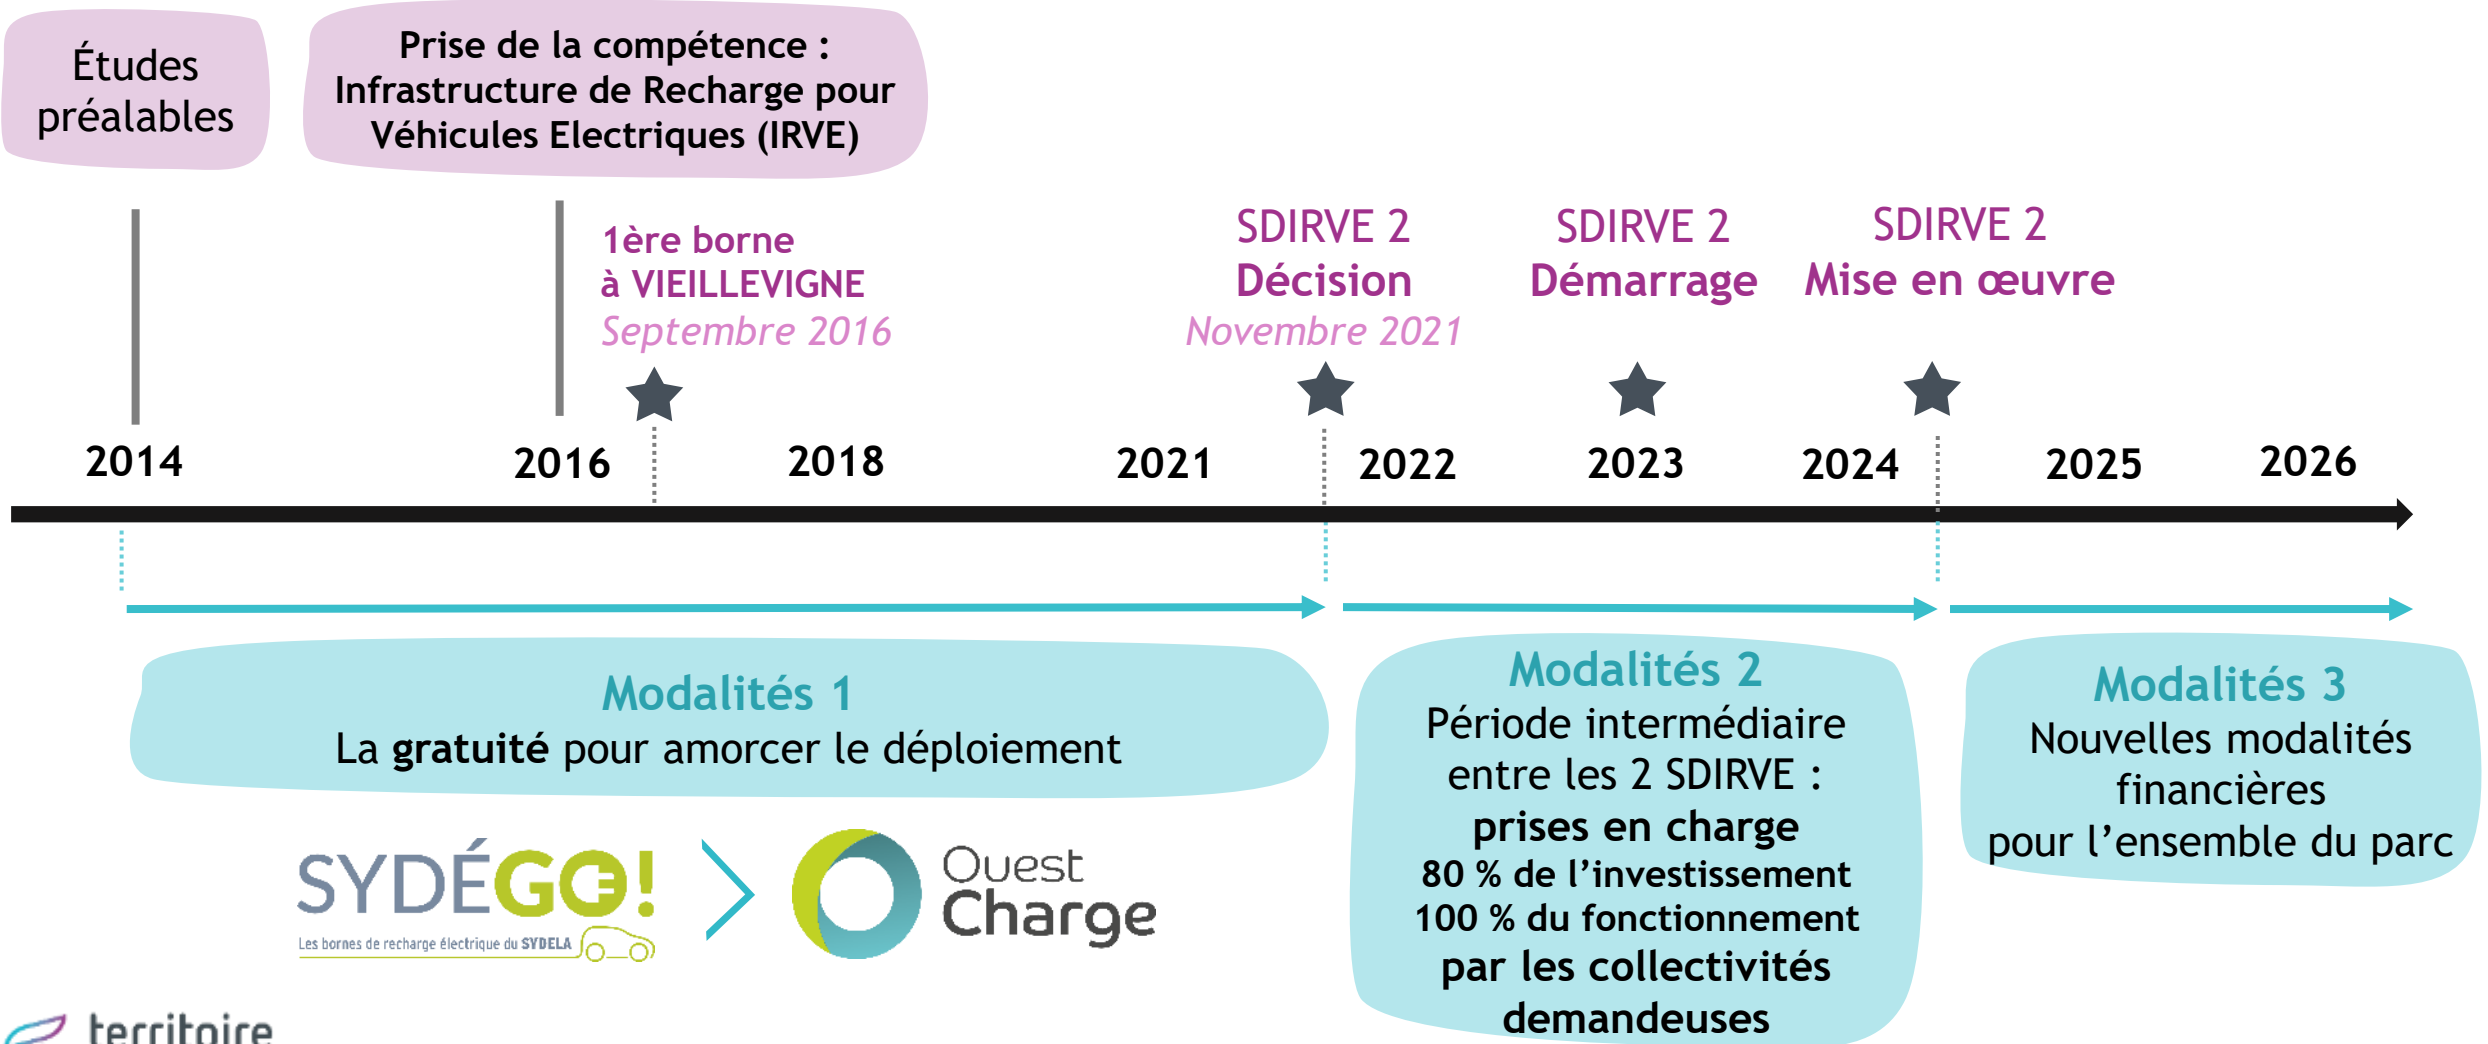 Études
préalables
Prise de la compétence :
Infrastructure de Recharge pour
Véhicules Electriques (IRVE)
1ère borne
à VIEILLEVIGNE
Septembre 2016
SDIRVE 2
Décision
Novembre 2021
SDIRVE 2
Démarrage
SDIRVE 2
Mise en œuvre
2014
2016
2018
2021
2022
2023
2024
2025
2026
Modalités 1
La gratuité pour amorcer le déploiement
Modalités 2
Période intermédiaire
entre les 2 SDIRVE :
prises en charge
80 % de l’investissement
100 % du fonctionnement
par les collectivités
demandeuses
Modalités 3
Nouvelles modalités
financières
pour l’ensemble du parc
SYDÉGO!
Les bornes de recharge électrique du SYDELA
Ouest
Charge
territoire